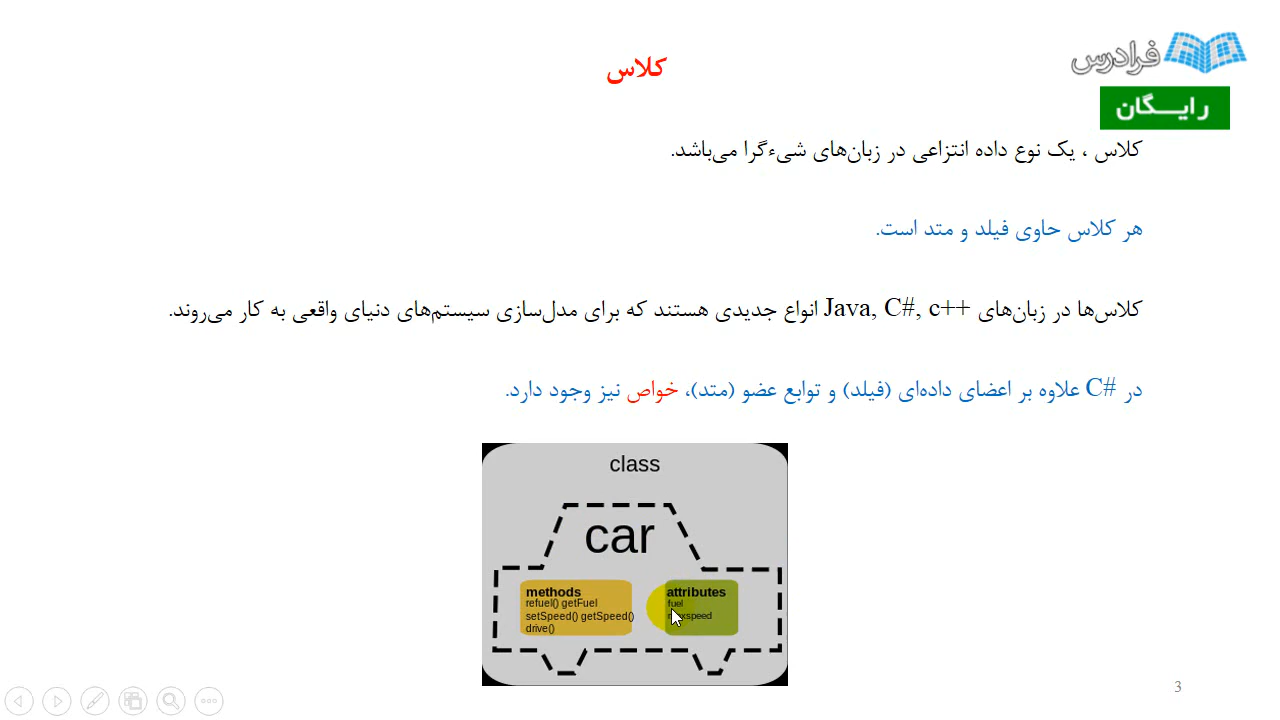 فرادرس
رایـــگان
کلاس
کلاس ، یک نوع داده انتزاعی در زبان‌های شیءگرا می‌باشد.
هر کلاس حاوی فیلد و متد است.
کلاس‌ها در زبان‌های Java, C#, c++ انواع جدیدی هستند که برای مدل‌سازی سیستم‌های دنیای واقعی به کار می‌روند.
در C# علاوه بر اعضای داده‌ای (فیلد) و توابع عضو (متد)، خواص نیز وجود دارد.
class
car
methods
refuel() getFuel
setSpeed() getSpeed()
drive()
attributes
fuel
3